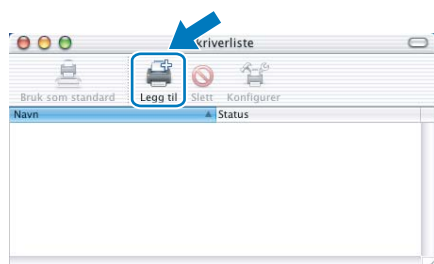 kriverliste
Bruk som standard Legg til Slett Konfigurer
Navn Status